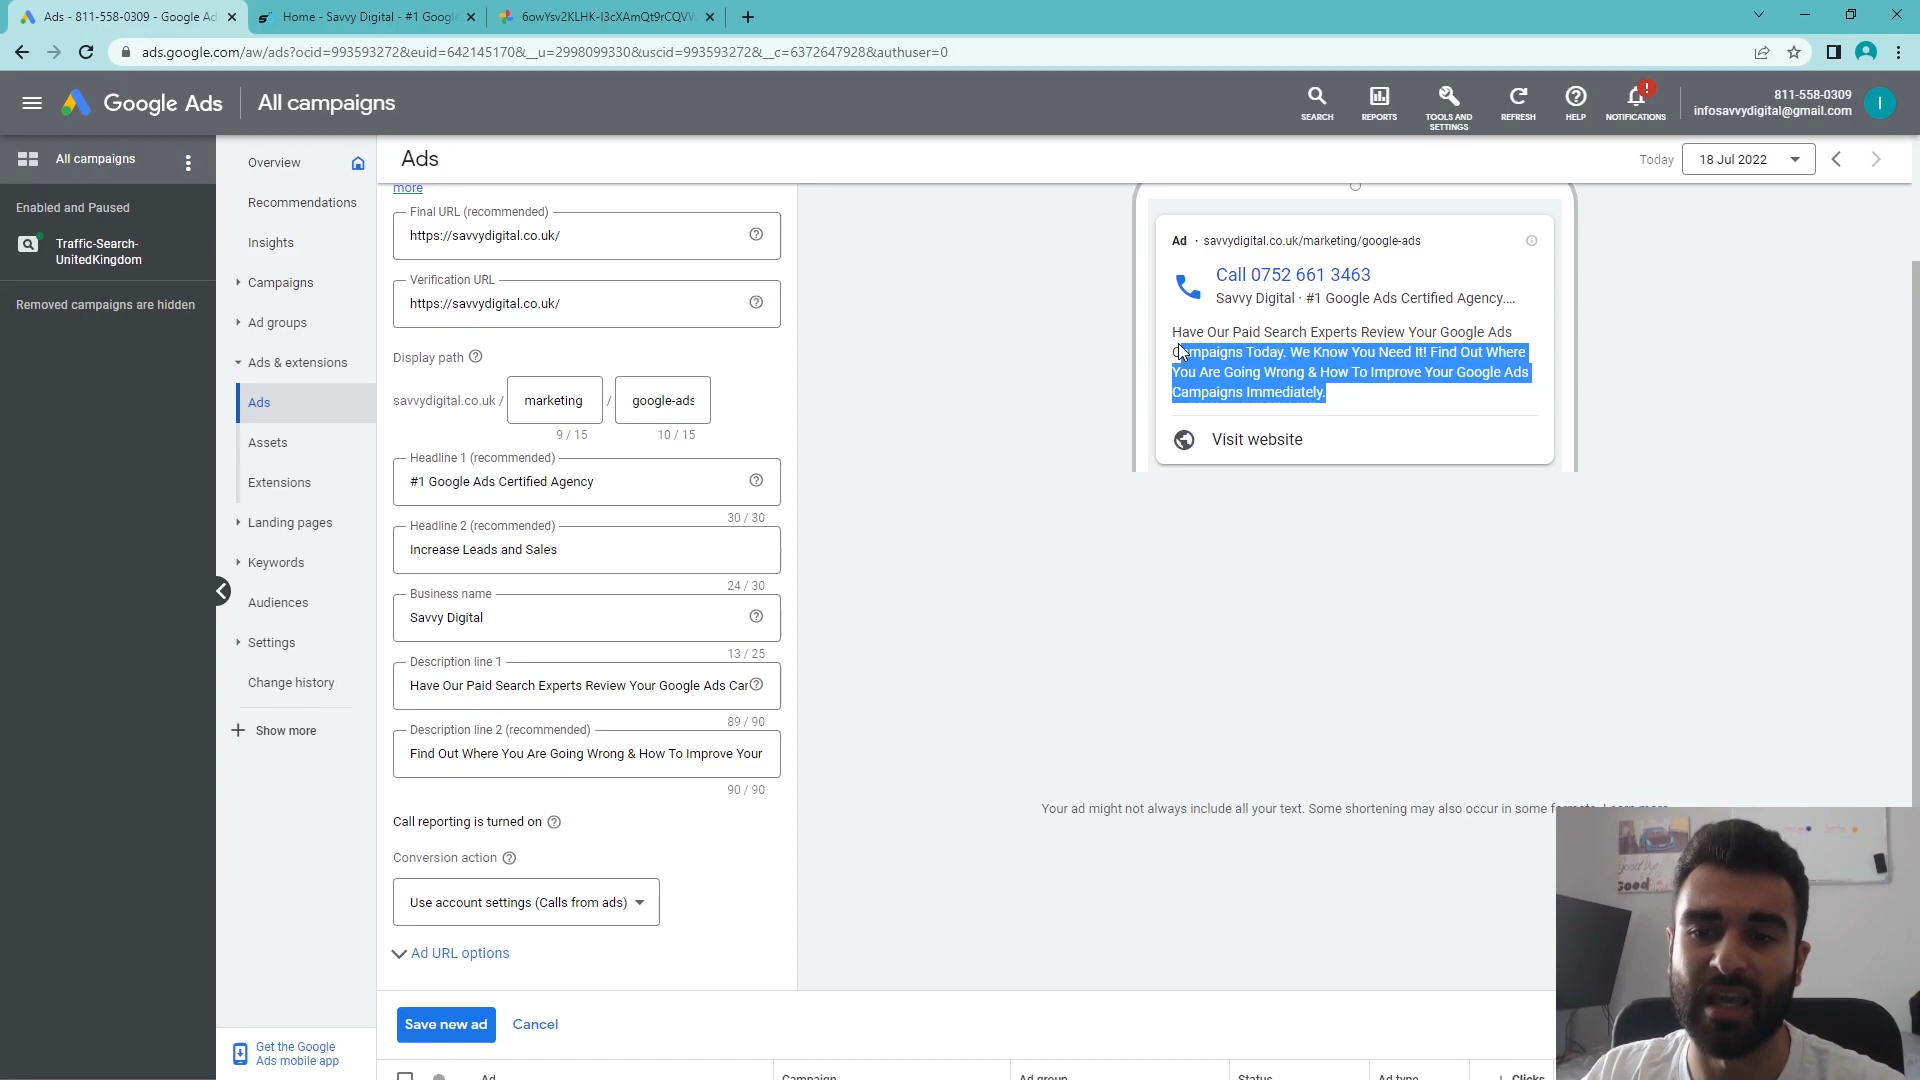 Ads - 811-558-0309 - Google Ad
Home - Savvy Digital - #1 Googl
6owYsv2KLHK-I3cXAmQt9rCQVW
ads.google.com/aw/ads?ocid=993593272&euid=642145170&__u=2998099330&uscid=993593272&__c=6372647928&authuser=0
Google Ads
All campaigns
SEARCH
REPORTS
TOOLS AND SETTINGS
REFRESH
HELP
NOTIFICATIONS
811-558-0309
infosavvydigital@gmail.com
I
All campaigns
Enabled and Paused
Traffic-Search-
UnitedKingdom
Removed campaigns are hidden
Overview
Recommendations
Insights
Campaigns
Ad groups
Ads & extensions
Ads
Assets
Extensions
Landing pages
Keywords
Audiences
Settings
Change history
Show more
Get the Google
Ads mobile app
Ads
Today
18 Jul 2022
more
Final URL (recommended)
https://savvydigital.co.uk/
Verification URL
https://savvydigital.co.uk/
Display path
savvydigital.co.uk / marketing / google-ads
9 / 15
10 / 15
Headline 1 (recommended)
#1 Google Ads Certified Agency
30 / 30
Headline 2 (recommended)
Increase Leads and Sales
24 / 30
Business name
Savvy Digital
13 / 25
Description line 1
Have Our Paid Search Experts Review Your Google Ads Car
89 / 90
Description line 2 (recommended)
Find Out Where You Are Going Wrong & How To Improve Your
90 / 90
Call reporting is turned on
Conversion action
Use account settings (Calls from ads)
Ad URL options
Save new ad
Cancel
Ad · savvydigital.co.uk/marketing/google-ads
Call 0752 661 3463
Savvy Digital · #1 Google Ads Certified Agency....
Have Our Paid Search Experts Review Your Google Ads
Campaigns Today. We Know You Need It! Find Out Where
You Are Going Wrong & How To Improve Your Google Ads
Campaigns Immediately.
Visit website
Your ad might not always include all your text. Some shortening may also occur in some formats. Learn more
Ad
Campaign
Ad group
Status
Ad type
Clicks